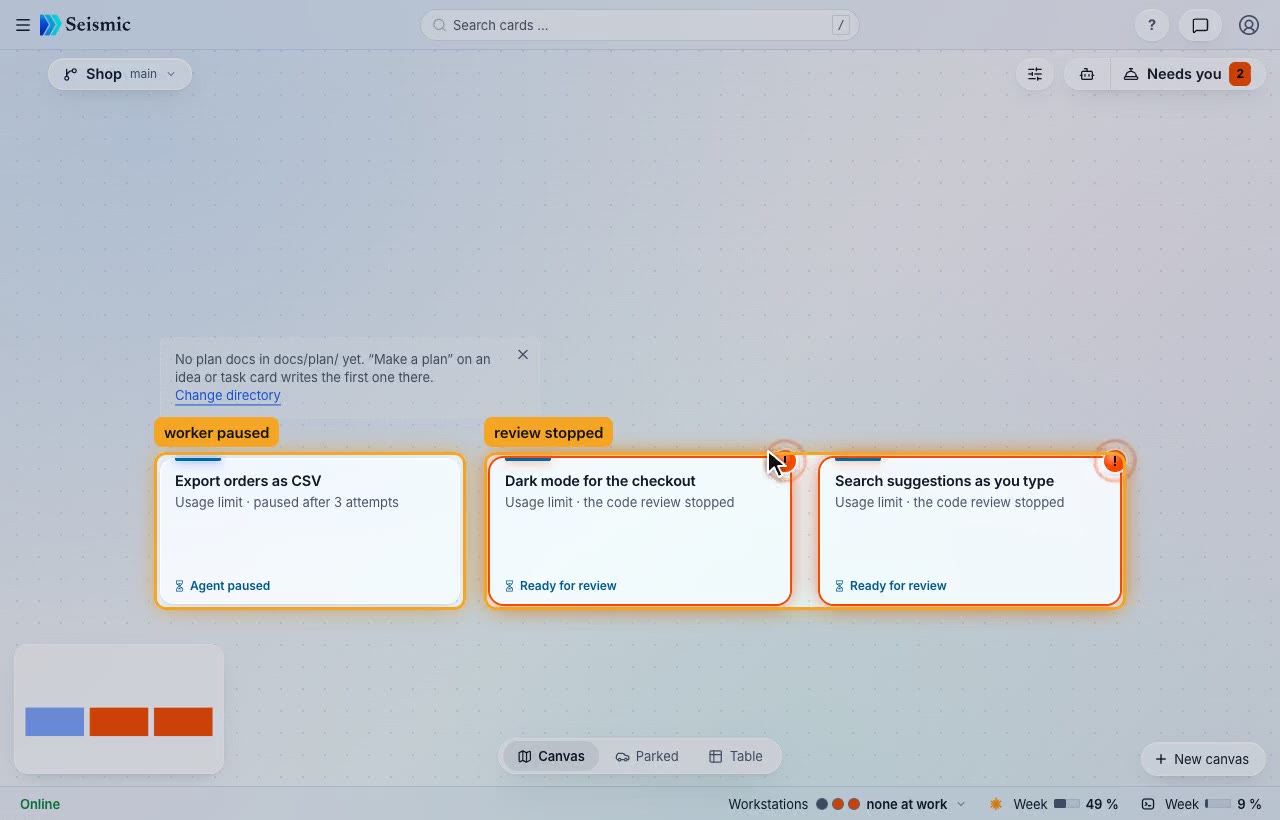 Seismic
Search cards ...
/
?
Shop main
Needs you 2
No plan docs in docs/plan/ yet. “Make a plan” on an
idea or task card writes the first one there.
Change directory
worker paused
review stopped
Export orders as CSV
Usage limit · paused after 3 attempts
Agent paused
Dark mode for the checkout
Usage limit · the code review stopped
Ready for review
!
Search suggestions as you type
Usage limit · the code review stopped
Ready for review
Canvas
Parked
Table
+ New canvas
Online
Workstations none at work
Week 49 %
Week 9 %